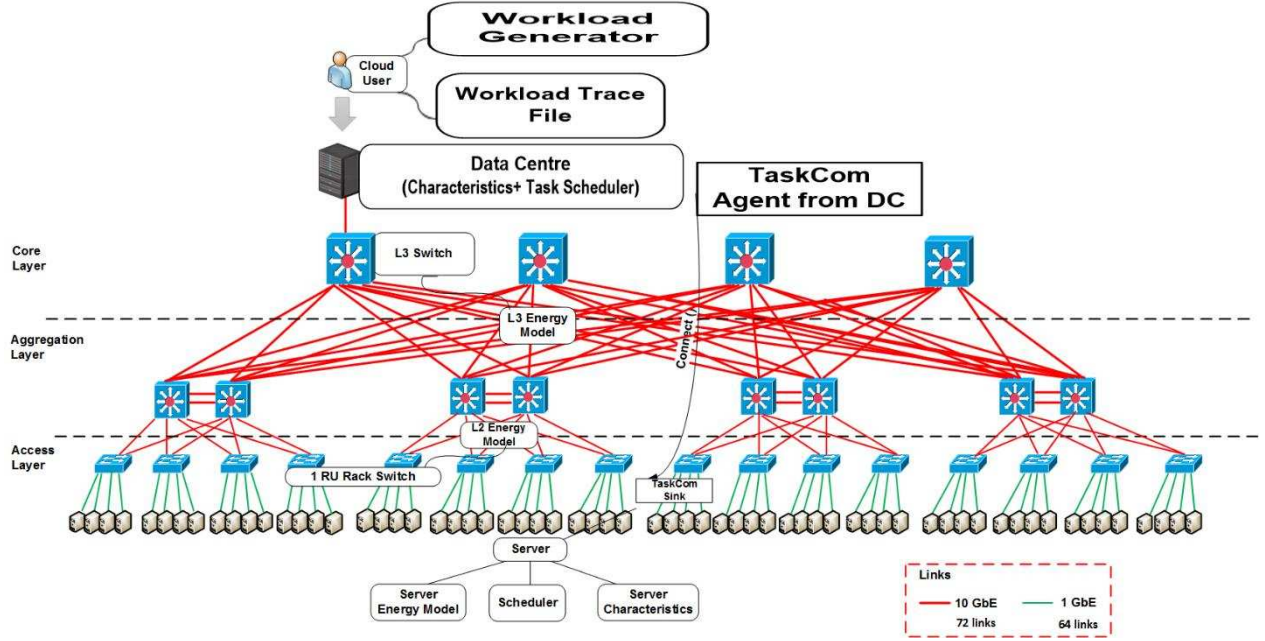 Workload
Generator
Cloud
User
Workload Trace
File
Data Centre
(Characteristics+ Task Scheduler)
TaskCom
Agent from DC
Core
Layer
L3 Switch
L3 Energy
Model
Connect ()
Aggregation
Layer
L2 Energy
Model
Access
Layer
1 RU Rack Switch
TaskCom
Sink
Server
Server
Energy Model
Scheduler
Server
Characteristics
Links
10 GbE
1 GbE
72 links
64 links